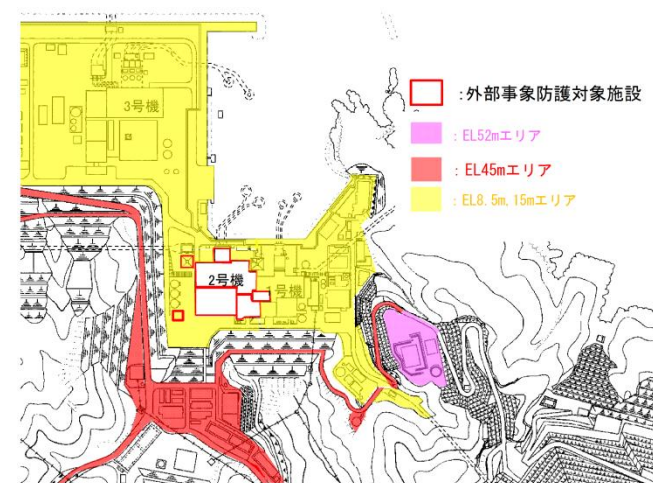 3号機
:外部事象防護対象施設
:EL52mエリア
:EL45mエリア
:EL8.5m,15mエリア
2号機
1号機